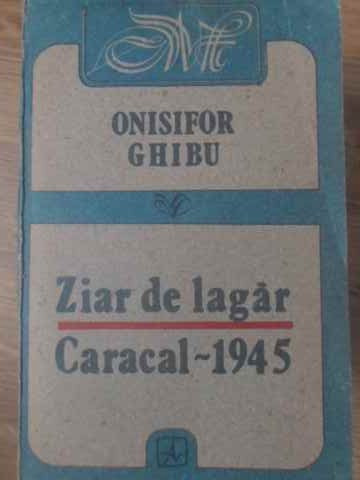 ONISIFOR
GHIBU
Ziar de lagăr
Caracal~1945
A